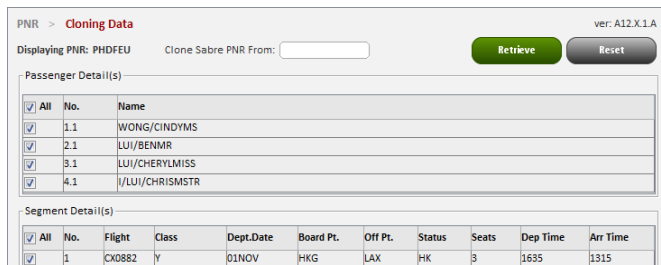 PNR > Cloning Data ver: A12.X.1.A
Displaying PNR: PHDFEU Clone Sabre PNR From: Retrieve Reset
Passenger Detail(s)
All No. Name
1.1 WONG/CINDYMS
2.1 LUI/BENMR
3.1 LUI/CHERYLMISS
4.1 I/LUI/CHRISMSTR
Segment Detail(s)
All No. Flight Class Dept.Date Board Pt. Off Pt. Status Seats Dep Time Arr Time
1 CX0882 Y 01NOV HKG LAX HK 3 1635 1315